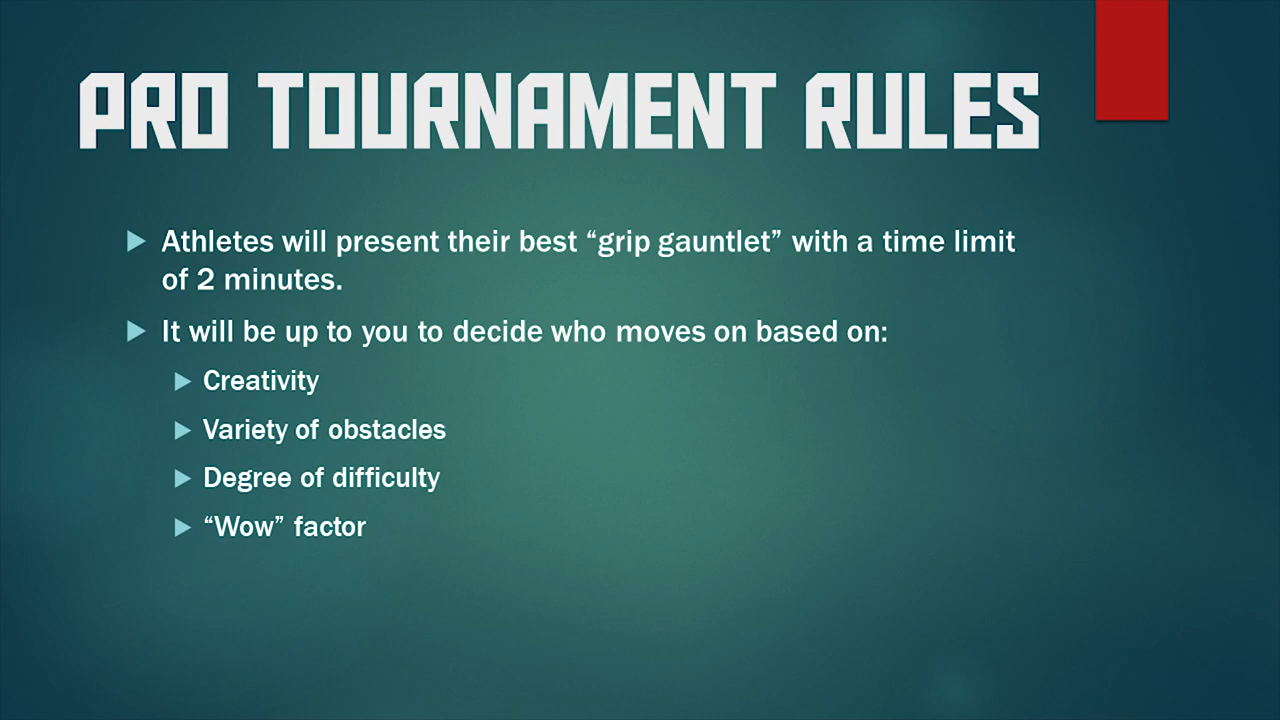 PRO TOURNAMENT RULES
Athletes will present their best “grip gauntlet” with a time limit
of 2 minutes.
It will be up to you to decide who moves on based on:
Creativity
Variety of obstacles
Degree of difficulty
“Wow” factor